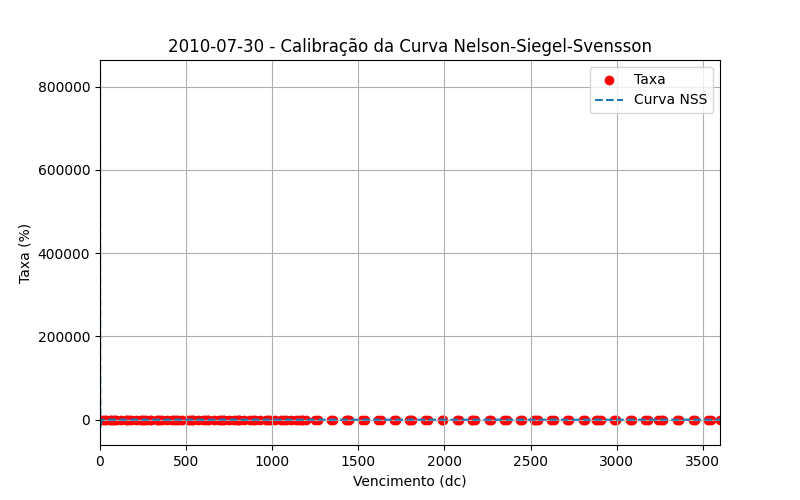 2010-07-30 - Calibração da Curva Nelson-Siegel-Svensson
Taxa
Curva NSS
800000
600000
400000
200000
0
Taxa (%)
0 500 1000 1500 2000 2500 3000 3500
Vencimento (dc)